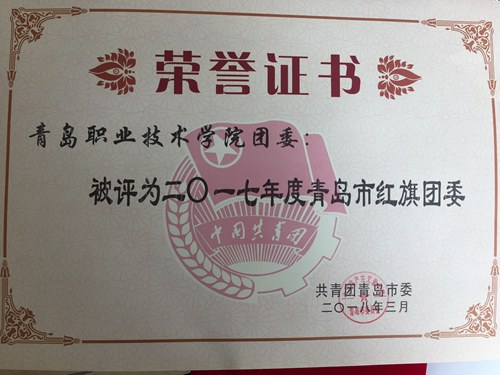 荣誉证书
青岛职业技术学院团委：
被评为二〇一七年度青岛市红旗团委
中国共青团
共青团青岛市委
二〇一八年三月